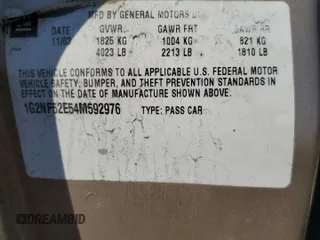 MFD BY GENERAL MOTORS
11/03 GVWR GAWR FRT GAWR RR
1825 KG 1004 KG 821 KG
4023 LB 2213 LB 1810 LB
THIS VEHICLE CONFORMS TO ALL APPLICABLE U.S. FEDERAL MOTOR
VEHICLE SAFETY, BUMPER, AND THEFT PREVENTION STANDARDS IN
EFFECT ON THE DATE OF MANUFACTURE SHOWN ABOVE.
1G2NF52E54M592976 TYPE: PASS CAR
© DREAMBID